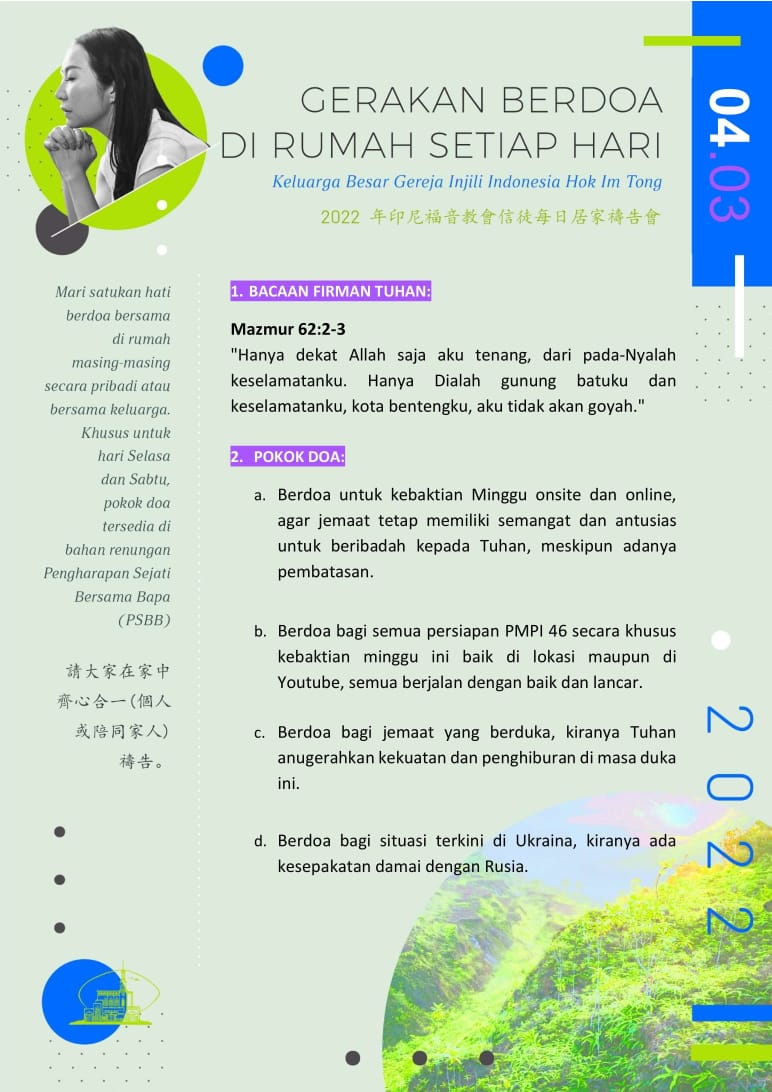 GERAKAN BERDOA
DI RUMAH SETIAP HARI
Keluarga Besar Gereja Injili Indonesia Hok Im Tong
2022 年印尼福音教會信徒每日居家禱告會
04.03
Mari satukan hati
berdoa bersama
di rumah
masing-masing
secara pribadi atau
bersama keluarga.
Khusus untuk
hari Selasa
dan Sabtu,
pokok doa
tersedia di
bahan renungan
Pengharapan Sejati
Bersama Bapa
(PSBB)
請大家在家中
齊心合一(個人
或陪同家人)
禱告。
1. BACAAN FIRMAN TUHAN:
Mazmur 62:2-3
"Hanya dekat Allah saja aku tenang, dari pada-Nyalah
keselamatanku. Hanya Dialah gunung batuku dan
keselamatanku, kota bentengku, aku tidak akan goyah."
2. POKOK DOA:
a. Berdoa untuk kebaktian Minggu onsite dan online,
agar jemaat tetap memiliki semangat dan antusias
untuk beribadah kepada Tuhan, meskipun adanya
pembatasan.
b. Berdoa bagi semua persiapan PMPI 46 secara khusus
kebaktian minggu ini baik di lokasi maupun di
Youtube, semua berjalan dengan baik dan lancar.
c. Berdoa bagi jemaat yang berduka, kiranya Tuhan
anugerahkan kekuatan dan penghiburan di masa duka
ini.
d. Berdoa bagi situasi terkini di Ukraina, kiranya ada
kesepakatan damai dengan Rusia.
2022